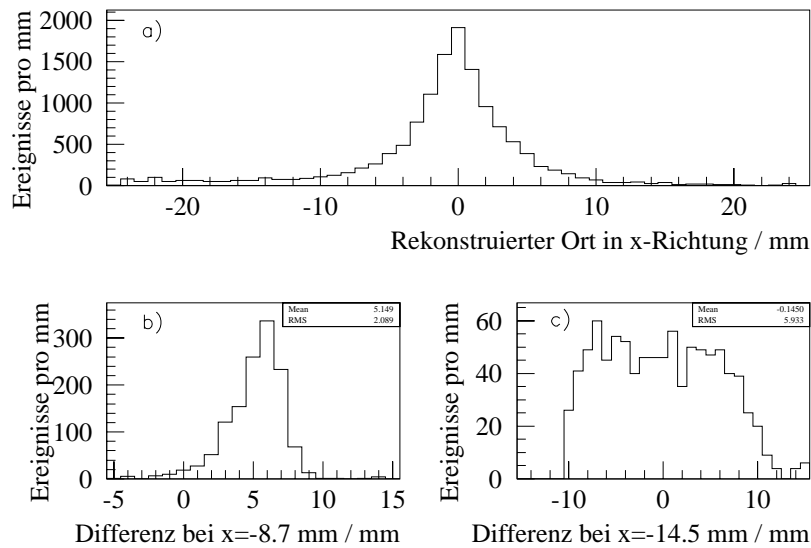 a)
Ereignisse pro mm
2000
1500
1000
500
0
-20 -10 0 10 20
Rekonstruierter Ort in x-Richtung / mm
b)
Mean 5.149
RMS 2.089
Ereignisse pro mm
300
200
100
0
-5 0 5 10 15
Differenz bei x=-8.7 mm / mm
c)
Mean -0.1450
RMS 5.933
Ereignisse pro mm
60
40
20
0
-10 0 10
Differenz bei x=-14.5 mm / mm